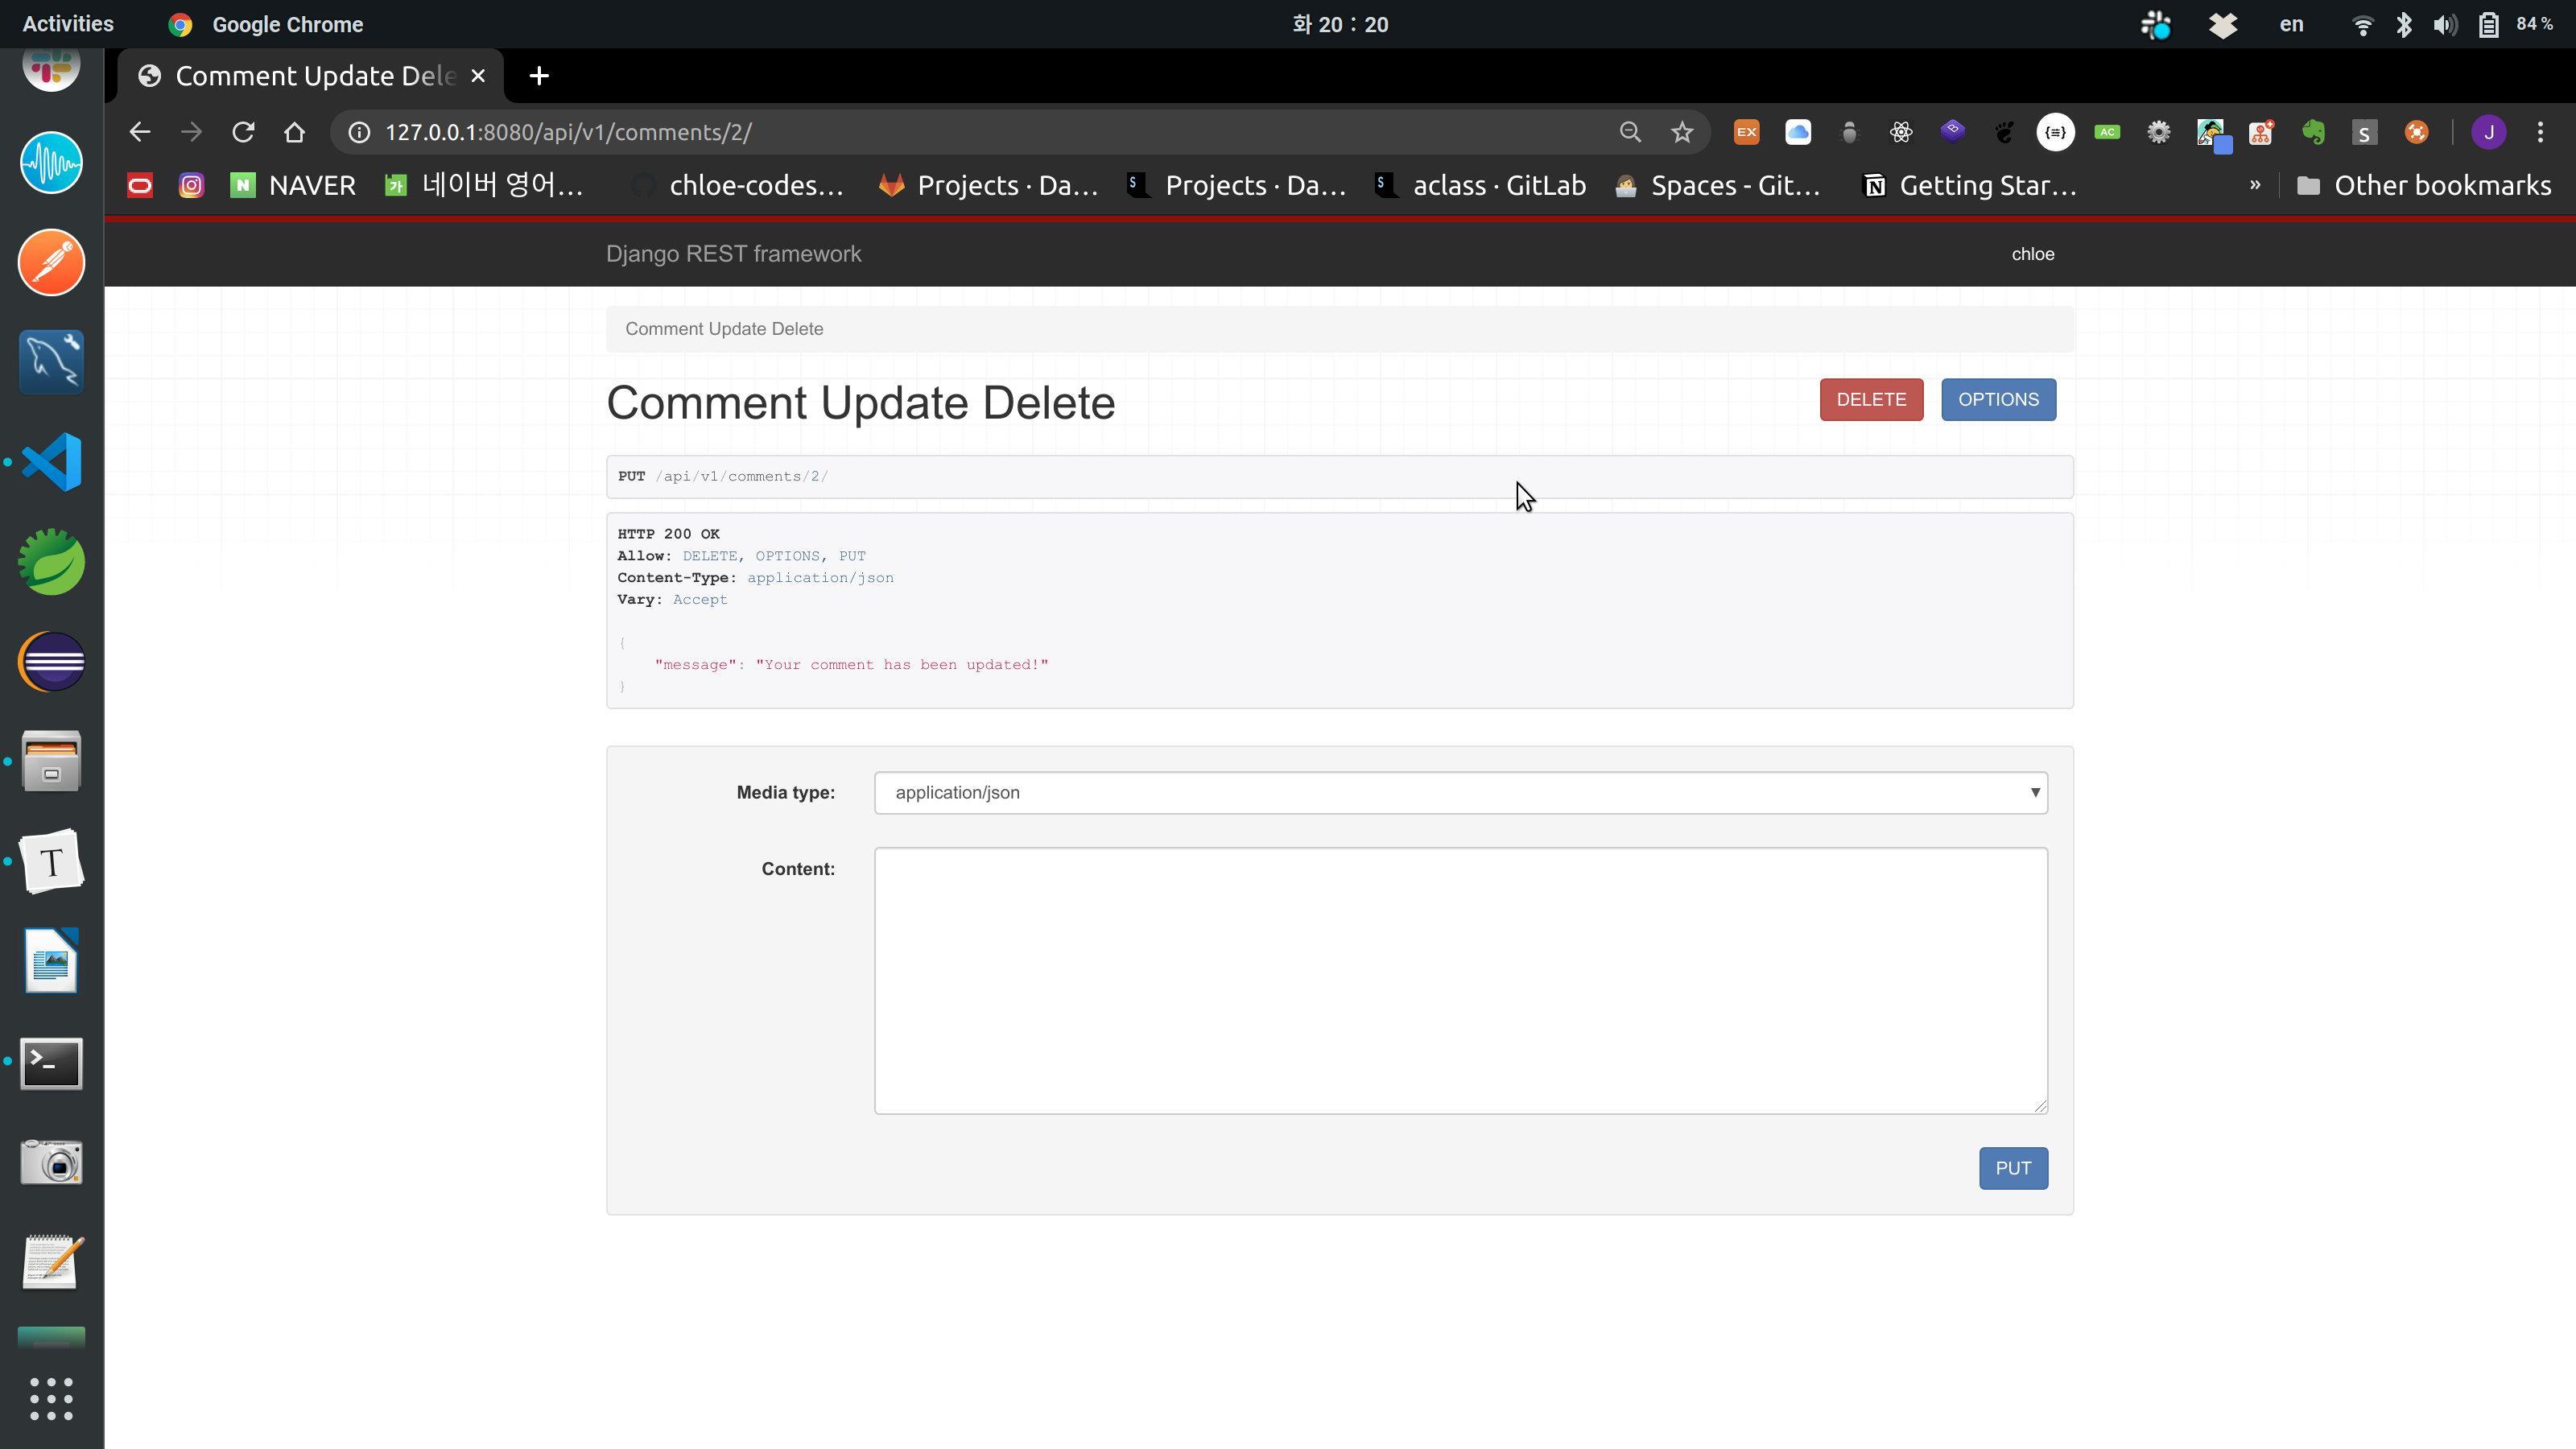 Activities
Google Chrome
화 20 : 20
en
84 %
Comment Update Dele
127.0.0.1:8080/api/v1/comments/2/
EX
AC
S
J
N NAVER
가 네이버 영어...
chloe-codes...
Projects · Da...
$ Projects · Da...
$ aclass · GitLab
Spaces - Git...
N Getting Star...
»
Other bookmarks
Django REST framework
chloe
Comment Update Delete
Comment Update Delete
DELETE
OPTIONS
PUT /api/v1/comments/2/
HTTP 200 OK
Allow: DELETE, OPTIONS, PUT
Content-Type: application/json
Vary: Accept
{
"message": "Your comment has been updated!"
}
Media type:
application/json
Content:
T
>_
PUT